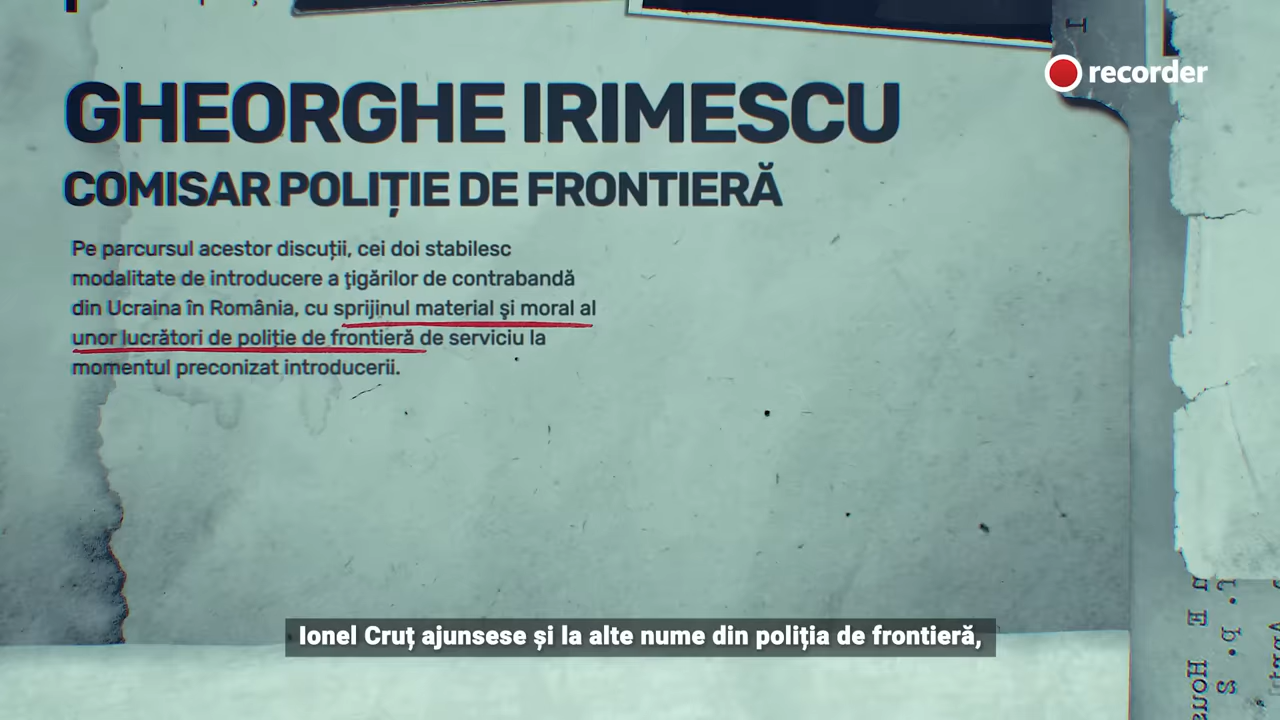 recorder
GHEORGHE IRIMESCU
COMISAR POLIȚIE DE FRONTIERĂ
Pe parcursul acestor discuții, cei doi stabilesc
modalitate de introducere a țigărilor de contrabandă
din Ucraina în România, cu sprijinul material și moral al
unor lucrători de poliție de frontieră de serviciu la
momentul preconizat introducerii.
Ionel Cruț ajunsese și la alte nume din poliția de frontieră,